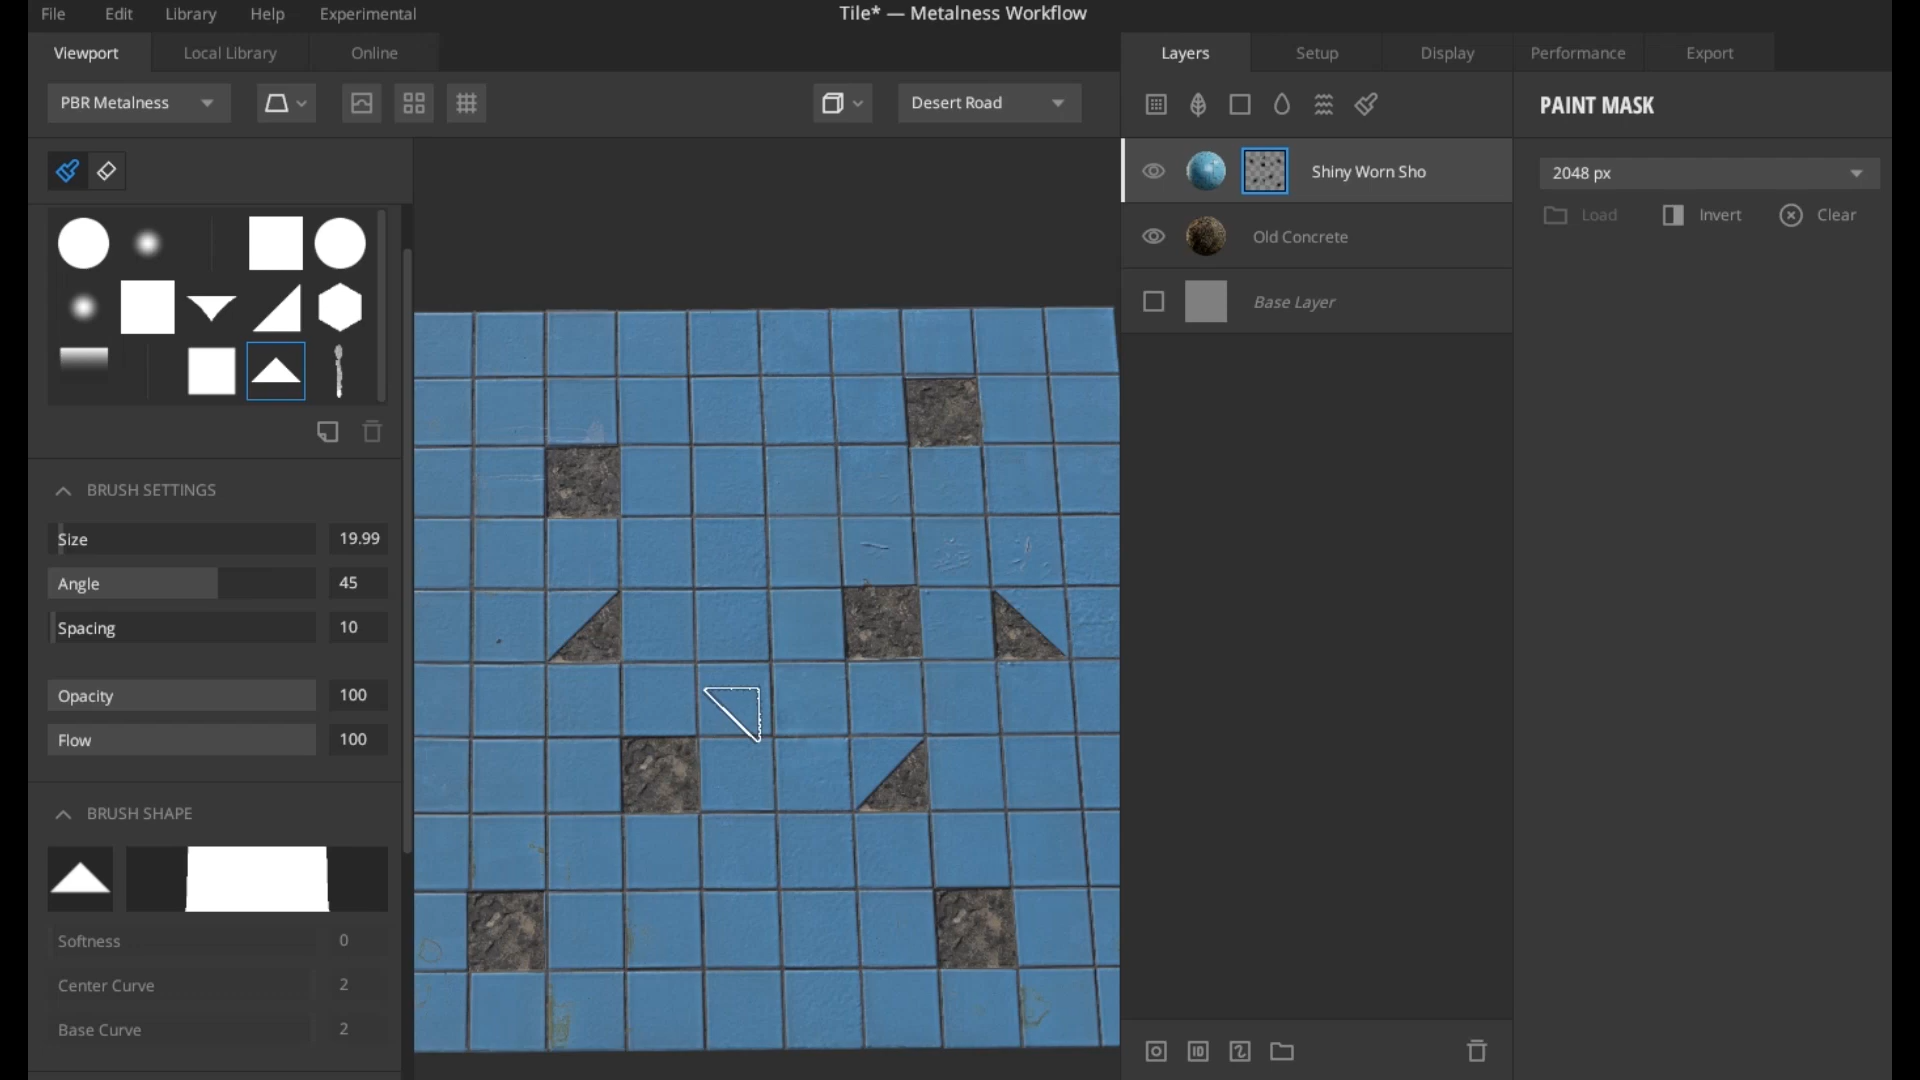 File Edit Library Help Experimental
Tile* — Metalness Workflow
Viewport Local Library Online
Layers Setup Display Performance Export
PBR Metalness
Desert Road
PAINT MASK
Shiny Worn Sho
2048 px
Load Invert Clear
Old Concrete
Base Layer
BRUSH SETTINGS
Size 19.99
Angle 45
Spacing 10
Opacity 100
Flow 100
BRUSH SHAPE
Softness 0
Center Curve 2
Base Curve 2
ID